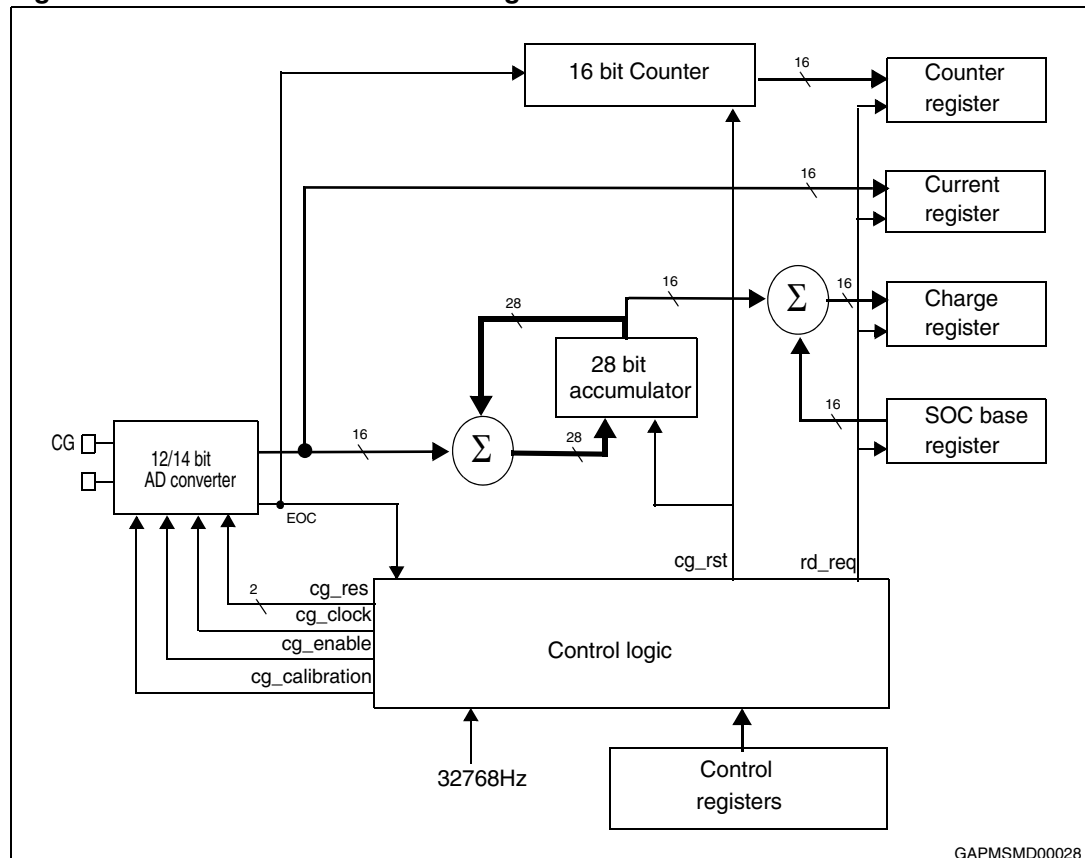 16 bit Counter
16
Counter
register
16
Current
register
16
Σ
16
Charge
register
28
28 bit
accumulator
16
SOC base
register
CG
12/14 bit
AD converter
16
Σ
28
EOC
cg_rst
rd_req
2
cg_res
cg_clock
cg_enable
cg_calibration
Control logic
32768Hz
Control
registers
GAPMSMD00028